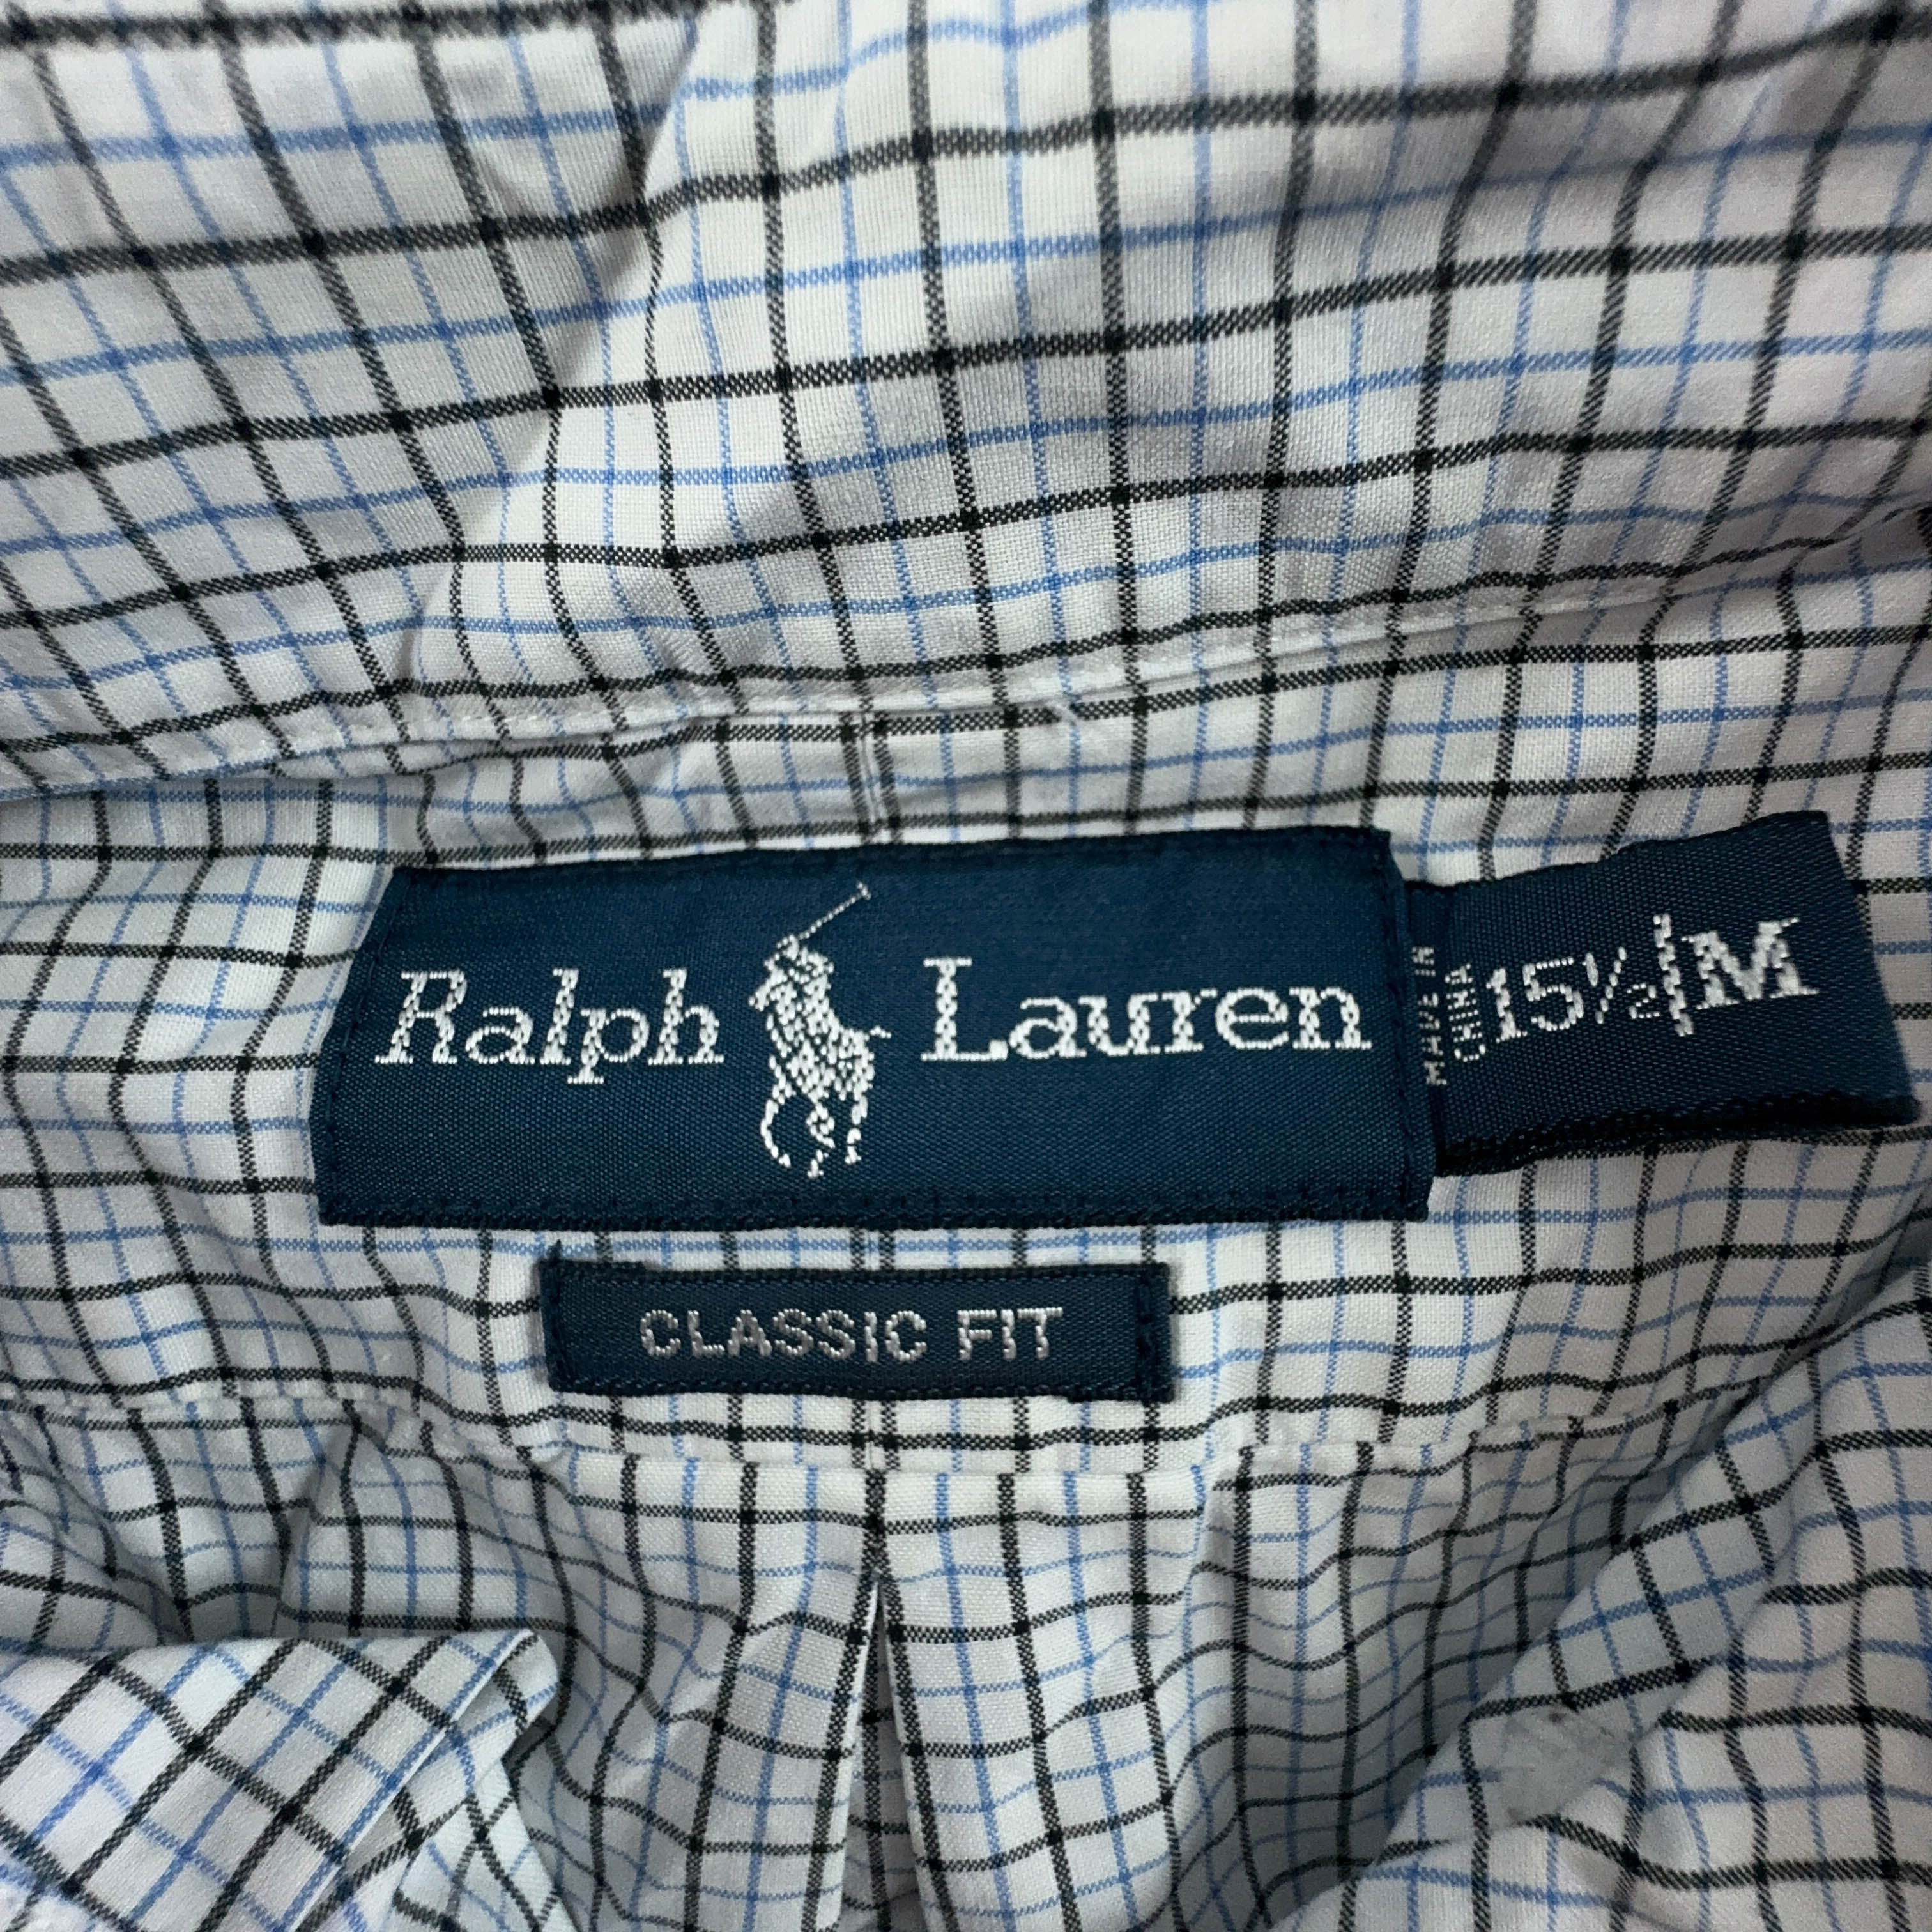 Ralph Lauren
MADE IN
CHINA
15½ | M
CLASSIC FIT